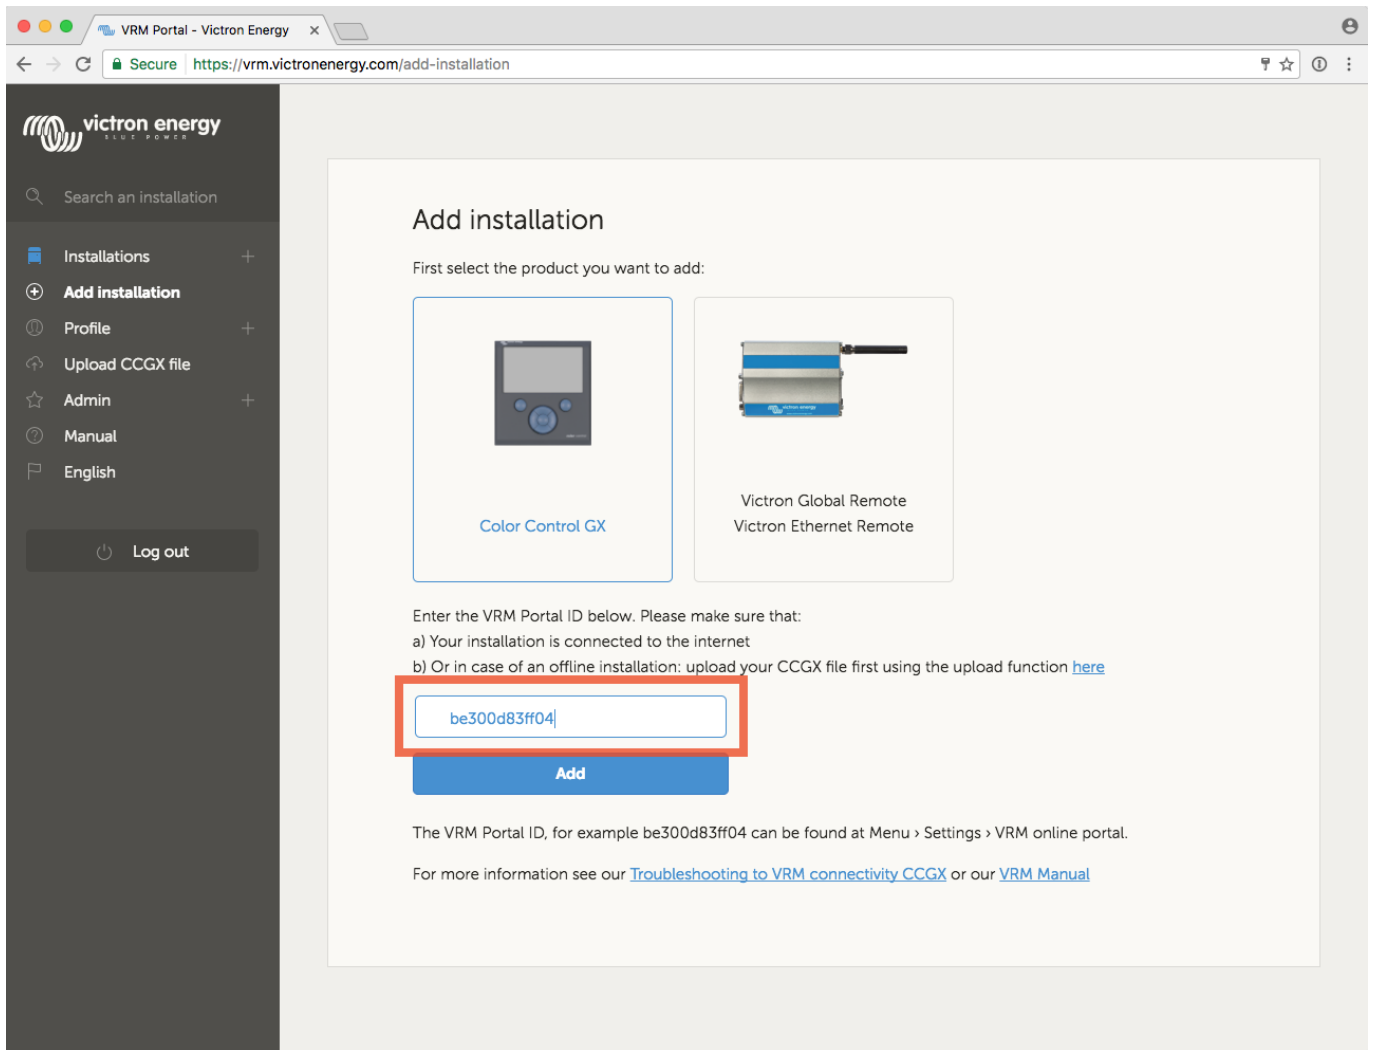 VRM Portal - Victron Energy
Secure
https://vrm.victronenergy.com/add-installation
victron energy
BLUE POWER
Search an installation
Installations
Add installation
Profile
Upload CCGX file
Admin
Manual
English
Log out
Add installation
First select the product you want to add:
Color Control GX
victron energy
Victron Global Remote
Victron Ethernet Remote
Enter the VRM Portal ID below. Please make sure that:
a) Your installation is connected to the internet
b) Or in case of an offline installation: upload your CCGX file first using the upload function here
be300d83ff04
Add
The VRM Portal ID, for example be300d83ff04 can be found at Menu › Settings › VRM online portal.
For more information see our Troubleshooting to VRM connectivity CCGX or our VRM Manual